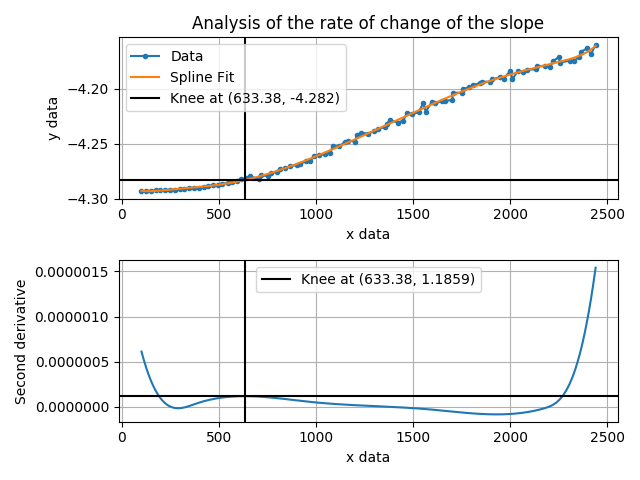 Analysis of the rate of change of the slope
Data
Spline Fit
Knee at (633.38, -4.282)
−4.20
−4.25
−4.30
y data
0 500 1000 1500 2000 2500
x data
Knee at (633.38, 1.1859)
0.0000015
0.0000010
0.0000005
0.0000000
Second derivative
0 500 1000 1500 2000 2500
x data